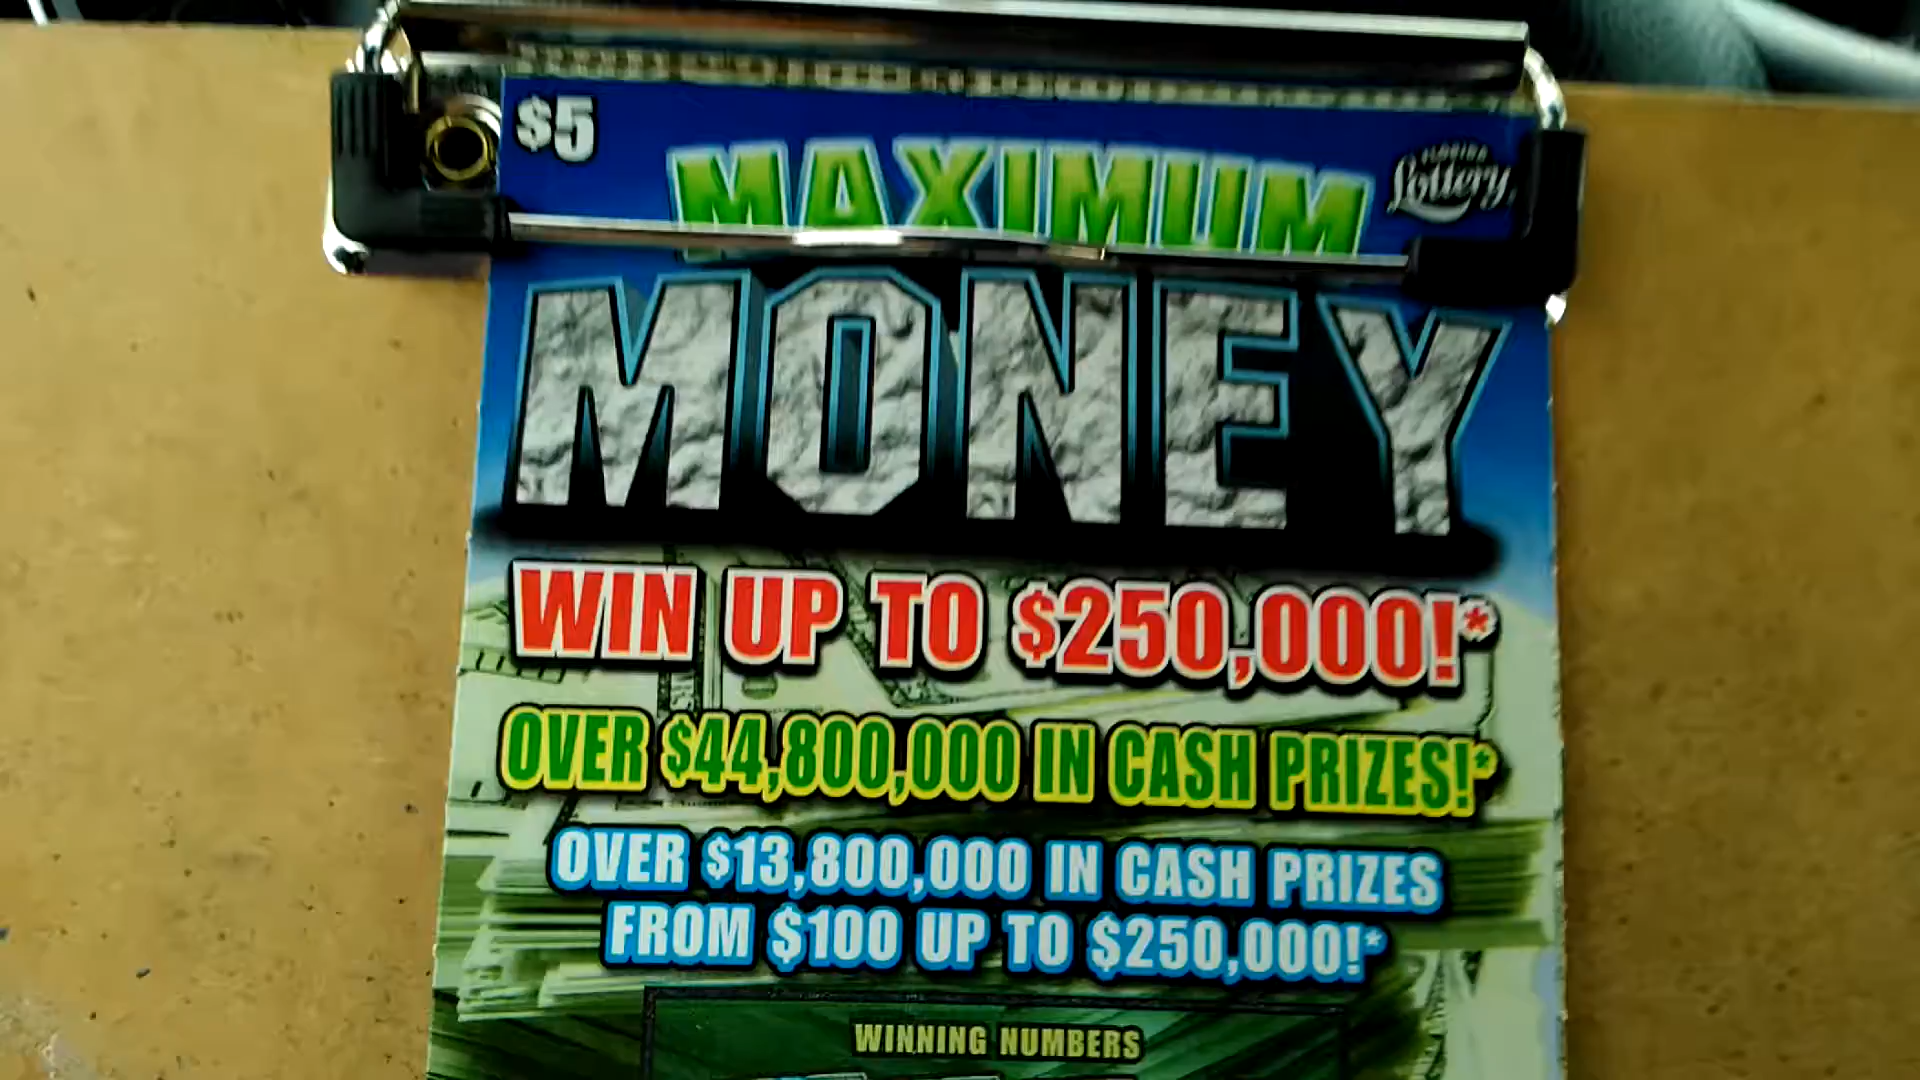 $5
MAXIMUM
FLORIDA
Lottery
MONEY
WIN UP TO $250,000!*
OVER $44,800,000 IN CASH PRIZES!*
OVER $13,800,000 IN CASH PRIZES
FROM $100 UP TO $250,000!*
WINNING NUMBERS